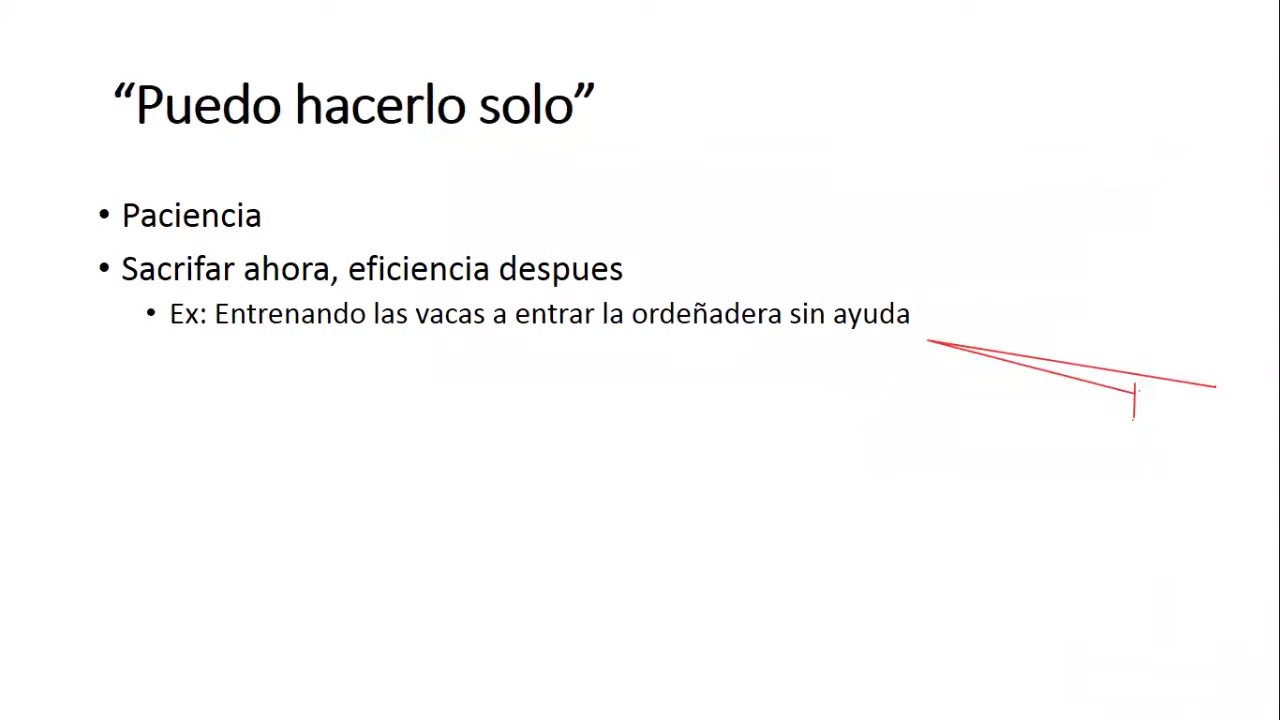 “Puedo hacerlo solo”
• Paciencia
• Sacrifar ahora, eficiencia despues
• Ex: Entrenando las vacas a entrar la ordeñadera sin ayuda